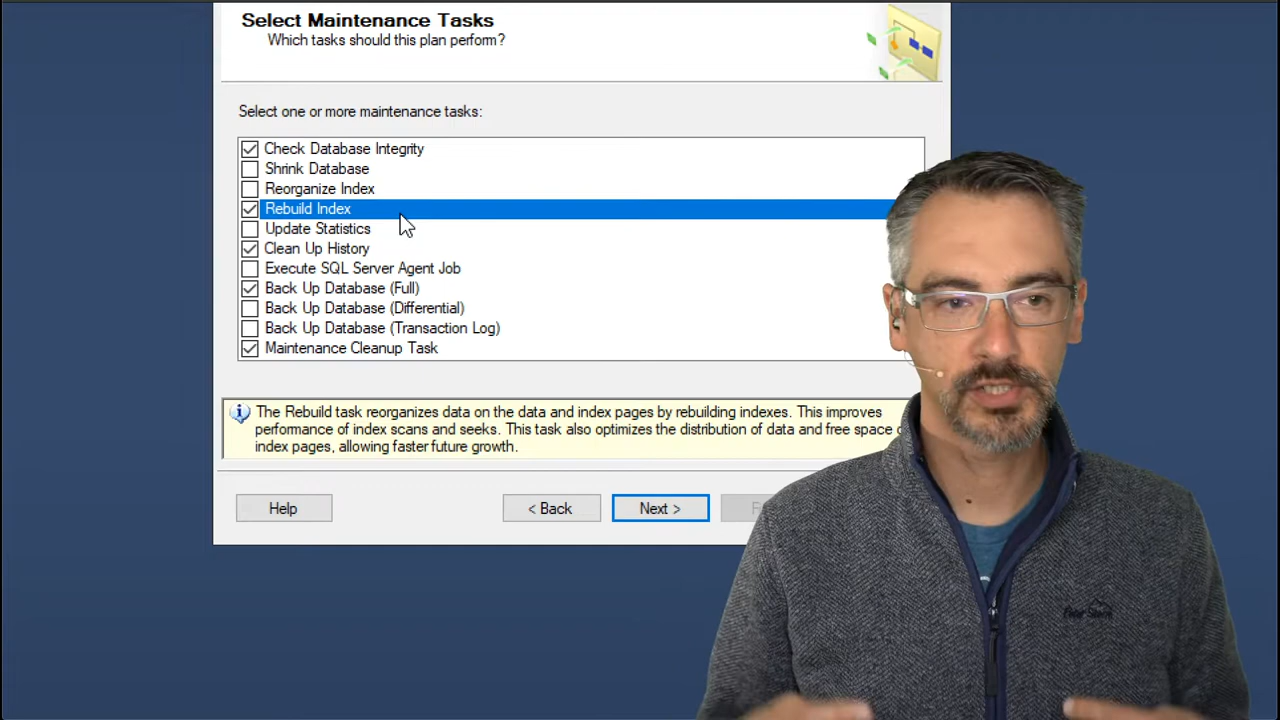 Select Maintenance Tasks
Which tasks should this plan perform?
Select one or more maintenance tasks:
Check Database Integrity
Shrink Database
Reorganize Index
Rebuild Index
Update Statistics
Clean Up History
Execute SQL Server Agent Job
Back Up Database (Full)
Back Up Database (Differential)
Back Up Database (Transaction Log)
Maintenance Cleanup Task
The Rebuild task reorganizes data on the data and index pages by rebuilding indexes. This improves
performance of index scans and seeks. This task also optimizes the distribution of data and free space
index pages, allowing faster future growth.
Help
< Back
Next >